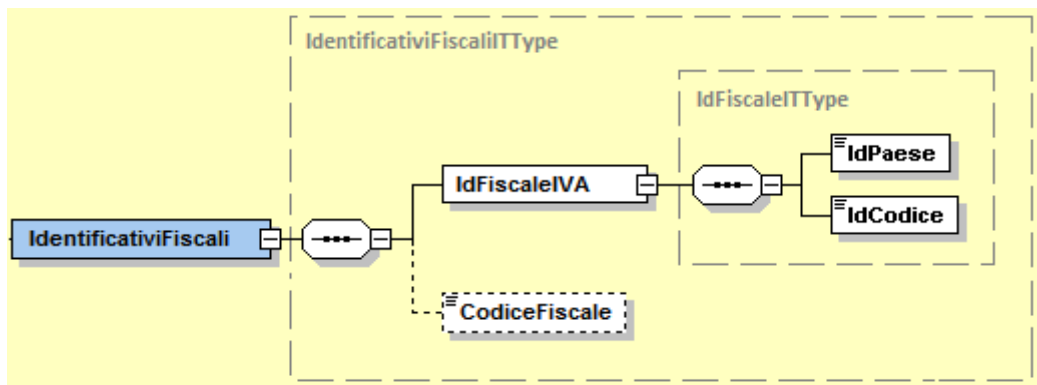 IdentificativiFiscaliITType
IdFiscaleITType
IdPaese
IdFiscaleIVA
IdCodice
IdentificativiFiscali
CodiceFiscale